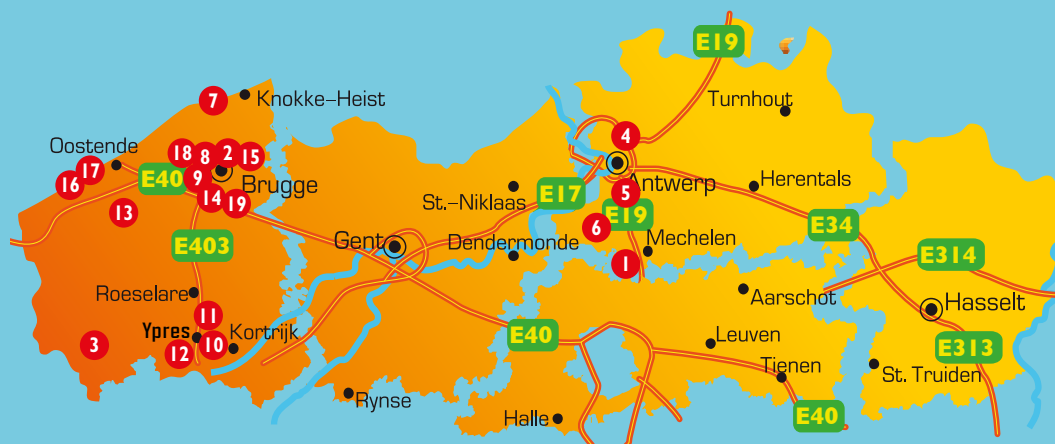 E19
7
Knokke–Heist
Turnhout
4
Oostende
18
8
2
15
17
16
E40
9
Brugge
Antwerp
Herentals
13
14
19
St.–Niklaas
E17
5
E19
6
E34
E403
Gent
Dendermonde
Mechelen
1
E314
Roeselare
Aarschot
Hasselt
11
Ypres
Kortrijk
3
12
10
E40
Leuven
E313
Tienen
St. Truiden
Rynse
Halle
E40